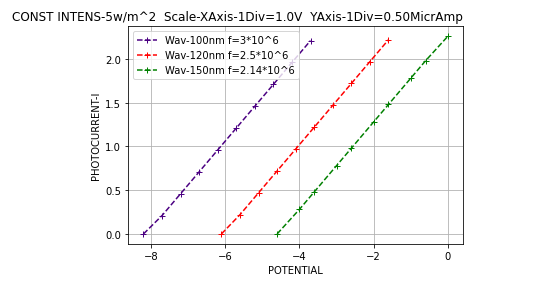 CONST INTENS-5w/m^2  Scale-XAxis-1Div=1.0V  YAxis-1Div=0.50MicrAmp
Wav-100nm f=3*10^6
Wav-120nm f=2.5*10^6
Wav-150nm f=2.14*10^6
2.0
1.5
1.0
0.5
0.0
PHOTOCURRENT-I
−8 −6 −4 −2 0
POTENTIAL